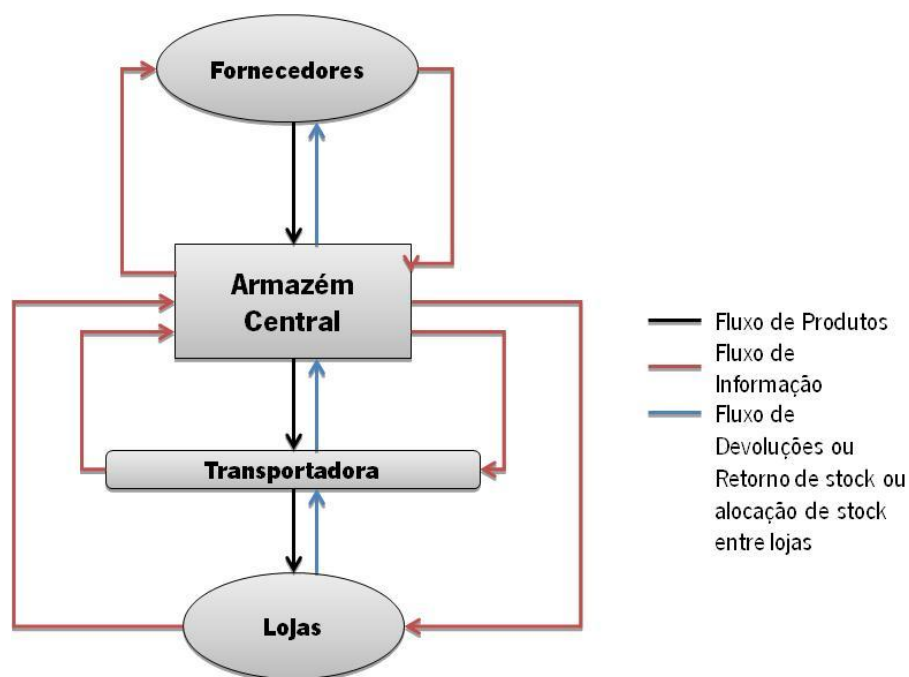 Fornecedores
Armazém
Central
Transportadora
Lojas
Fluxo de Produtos
Fluxo de
Informação
Fluxo de
Devoluções ou
Retorno de stock ou
alocação de stock
entre lojas